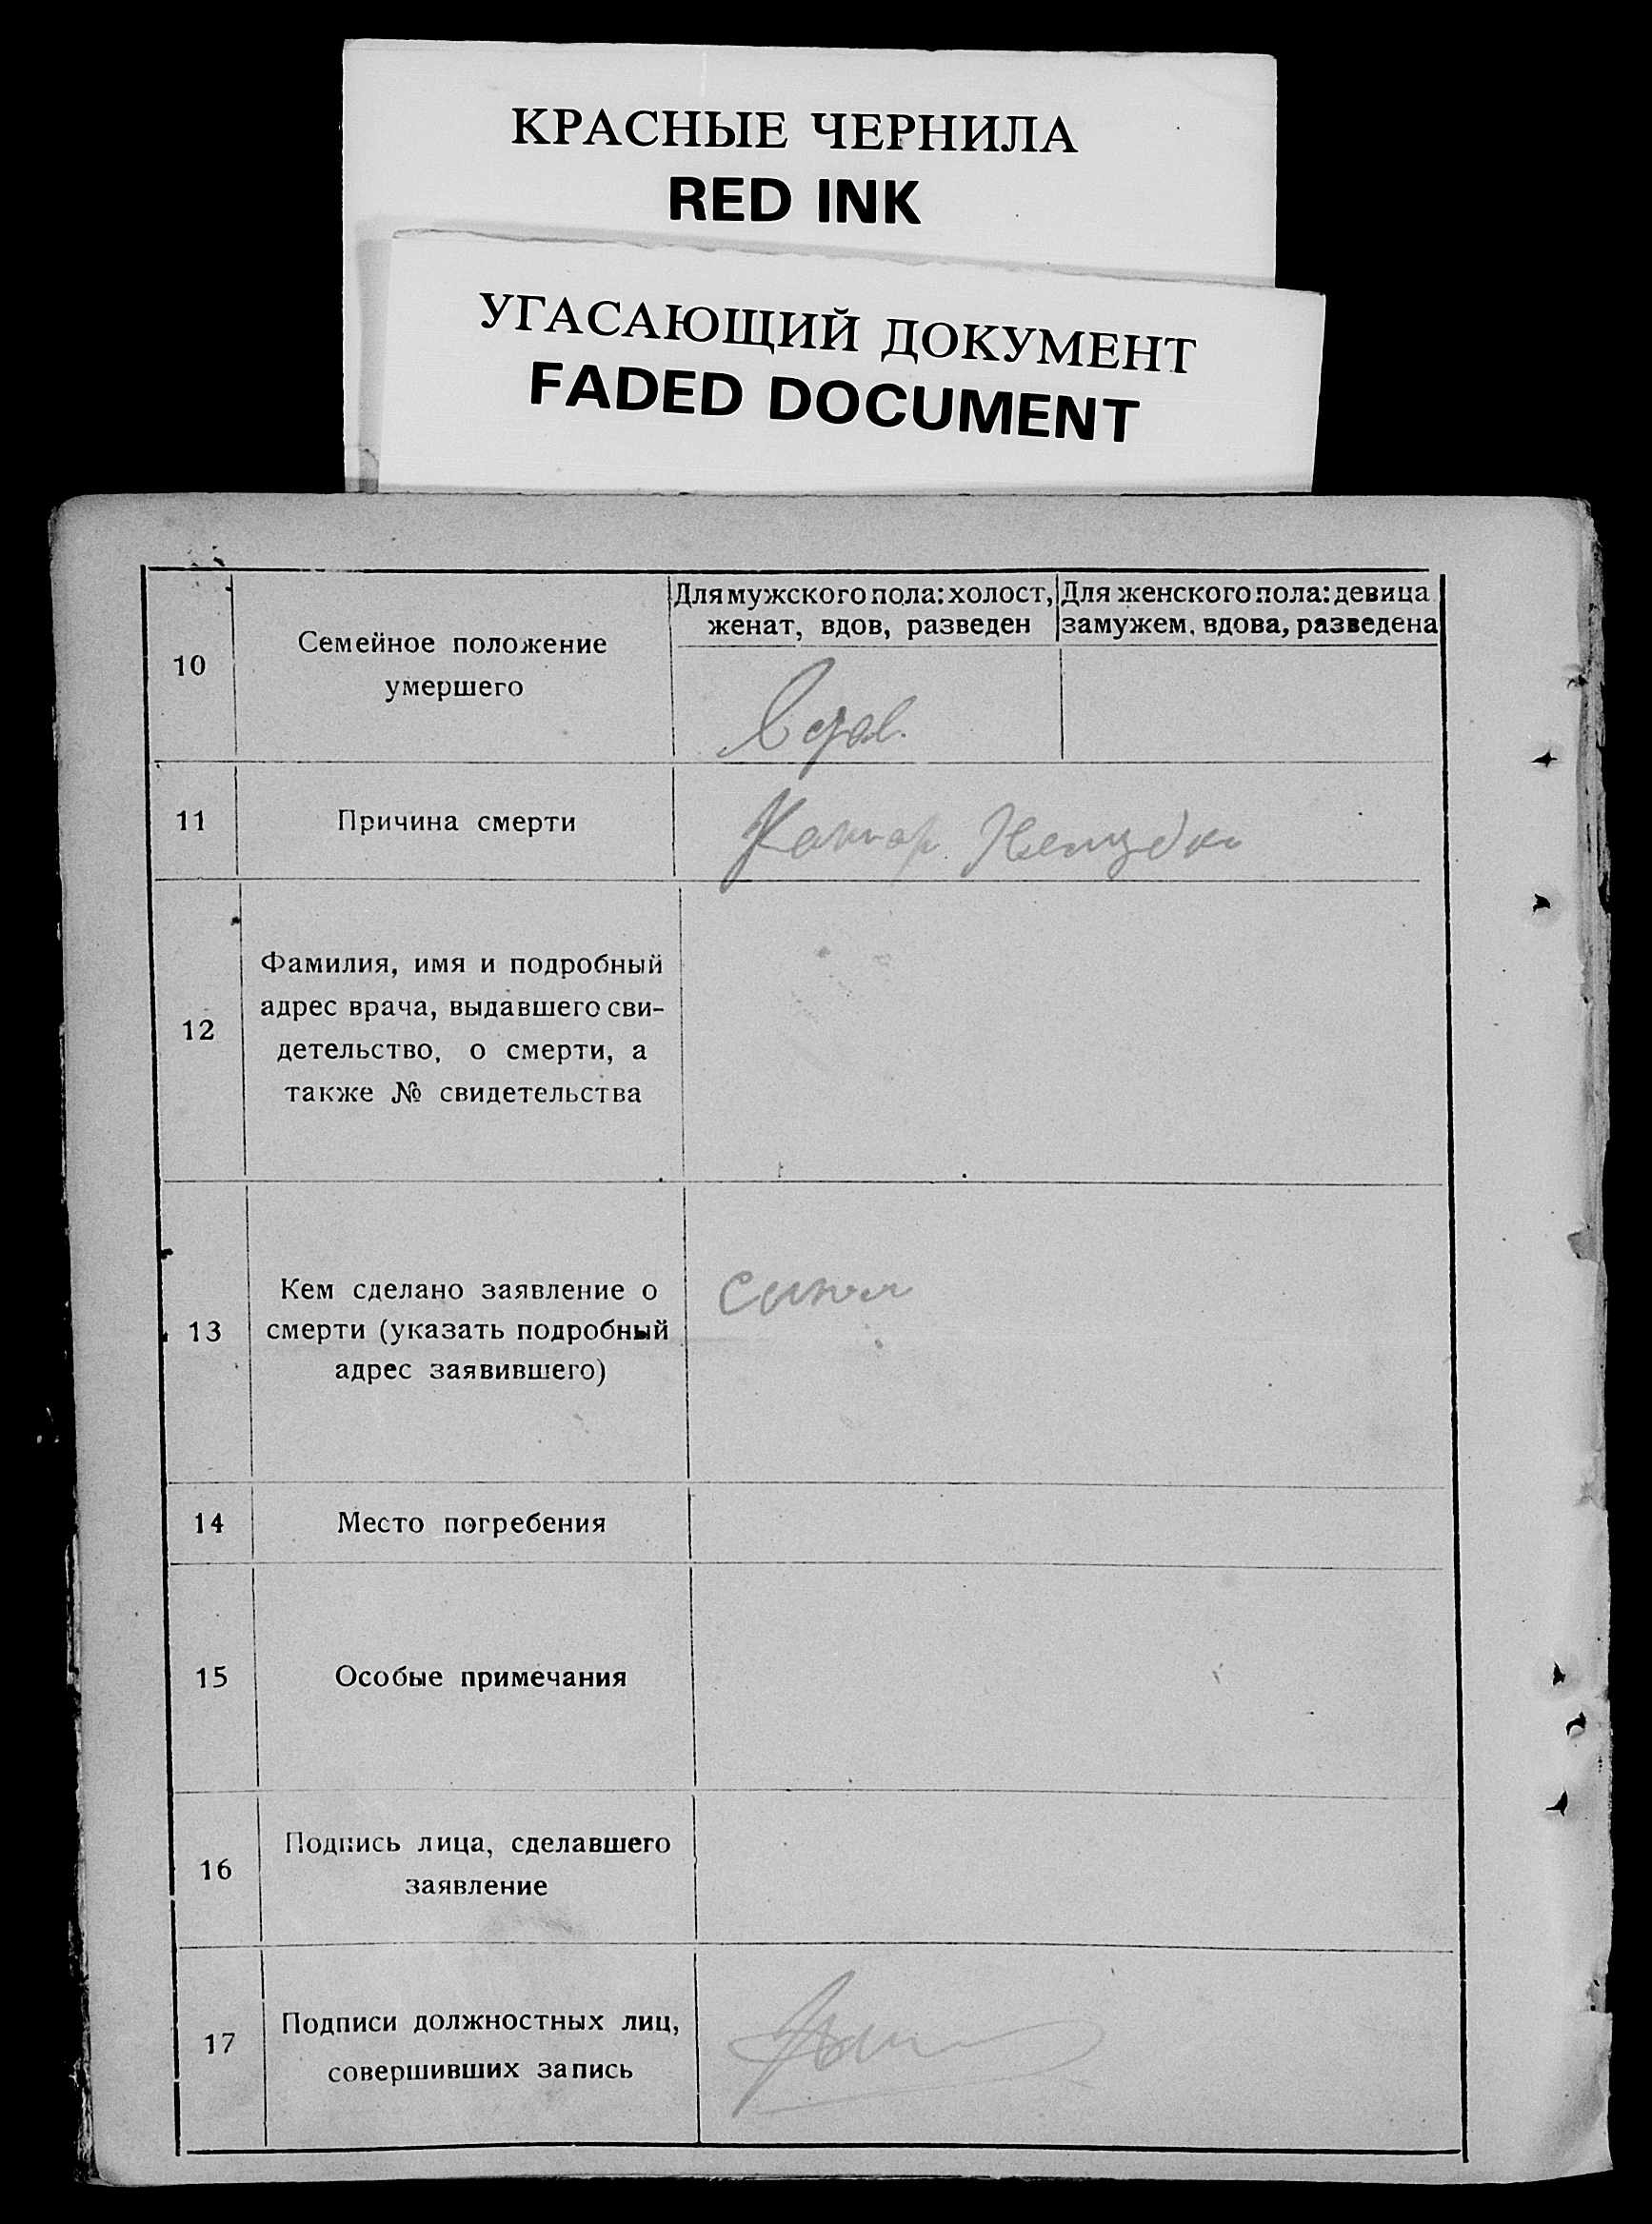 КРАСНЫЕ ЧЕРНИЛА
RED INK
УГАСАЮЩИЙ ДОКУМЕНТ
FADED DOCUMENT
10
Семейное положение
умершего
Для мужского пола: холост,
женат, вдов, разведен
Для женского пола: девица
замужем, вдова, разведена
Вдов.
11
Причина смерти
12
Фамилия, имя и подробный
адрес врача, выдавшего сви-
детельство, о смерти, а
также № свидетельства
13
Кем сделано заявление о
смерти (указать подробный
адрес заявившего)
сыном
14
Место погребения
15
Особые примечания
16
Подпись лица, сделавшего
заявление
17
Подписи должностных лиц,
совершивших запись